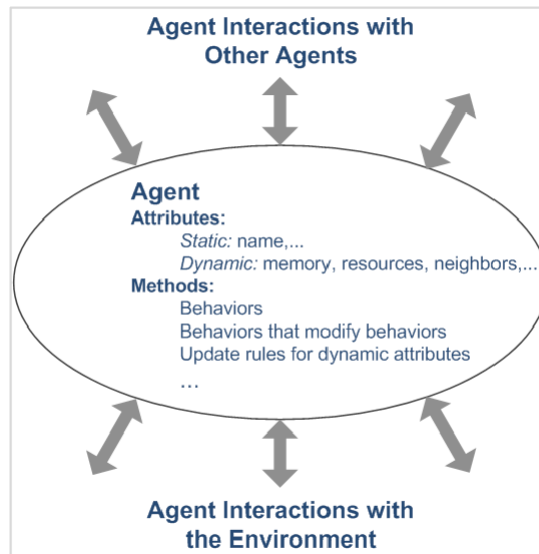 Agent Interactions with
Other Agents
Agent
Attributes:
Static: name,...
Dynamic: memory, resources, neighbors,...
Methods:
Behaviors
Behaviors that modify behaviors
Update rules for dynamic attributes
...
Agent Interactions with
the Environment